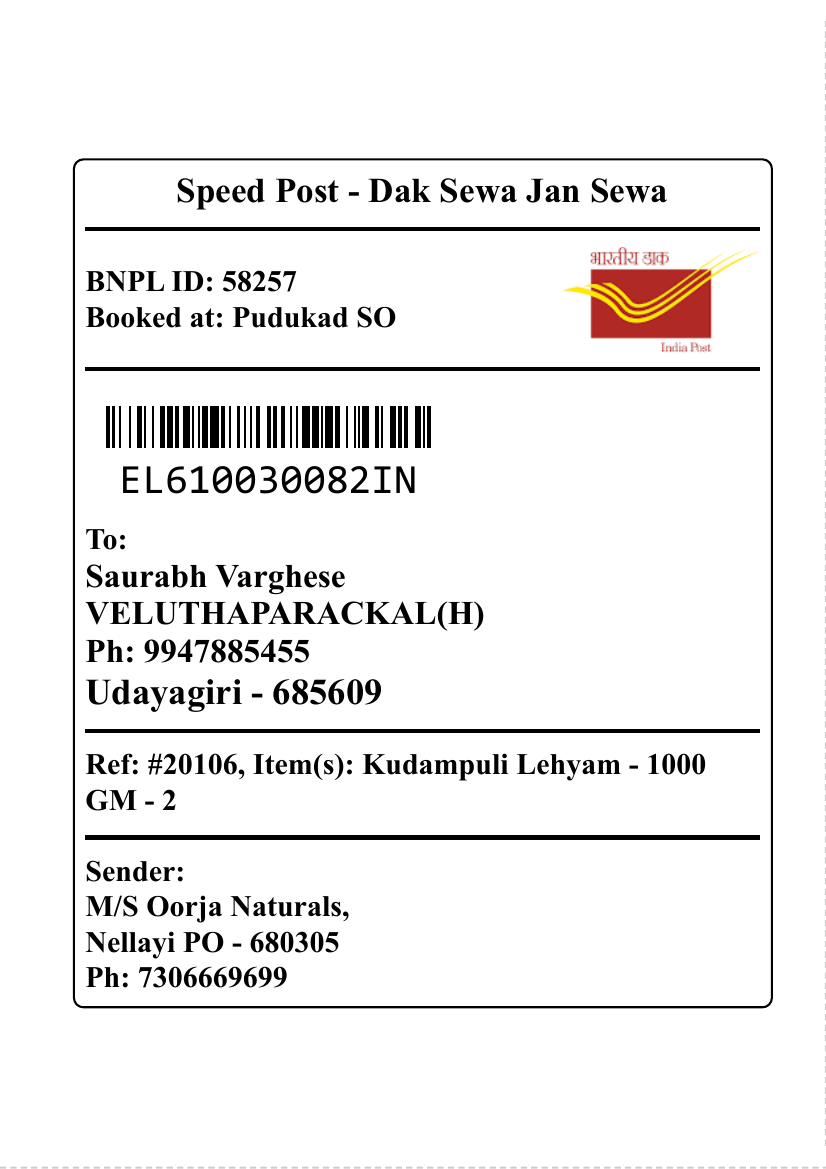 Speed Post - Dak Sewa Jan Sewa
BNPL ID: 58257
Booked at: Pudukad SO
भारतीय डाक
India Post
EL610030082IN
To:
Saurabh Varghese
VELUTHAPARACKAL(H)
Ph: 9947885455
Udayagiri - 685609
Ref: #20106, Item(s): Kudampuli Lehyam - 1000
GM - 2
Sender:
M/S Oorja Naturals,
Nellayi PO - 680305
Ph: 7306669699